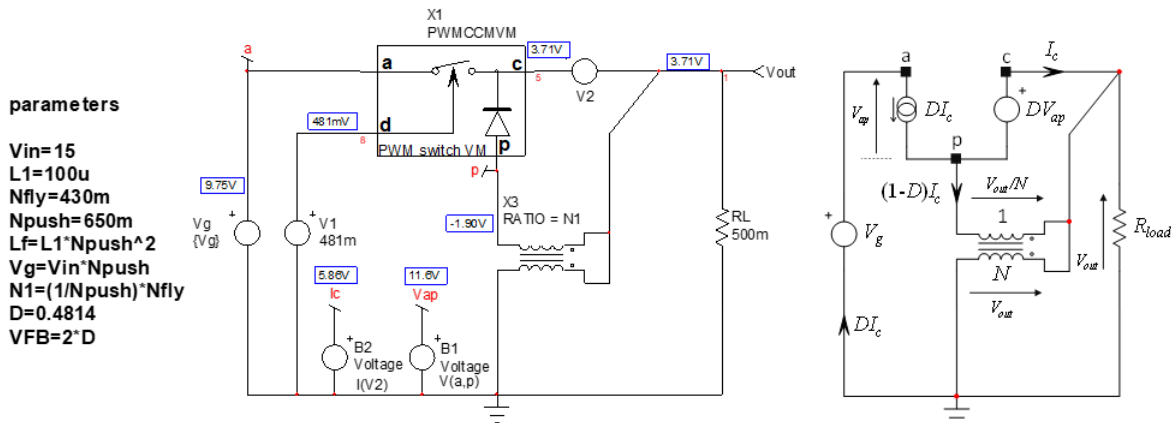 parameters
Vin=15
L1=100u
Nfly=430m
Npush=650m
Lf=L1*Npush^2
Vg=Vin*Npush
N1=(1/Npush)*Nfly
D=0.4814
VFB=2*D
X1
PWMCCMVM
a
a
c
d
PWM switch VM
p
p
3.71V
5
V2
3.71V
1
Vout
481mV
6
9.75V
Vg
{Vg}
V1
481m
-1.90V
X3
RATIO = N1
RL
500m
5.86V
Ic
11.6V
Vap
B2
Voltage
I(V2)
B1
Voltage
V(a,p)
a
c
I_c
V_ap
DI_c
DV_ap
p
(1-D)I_c
V_out/N
1
N
V_out
V_g
V_out
R_load
DI_c